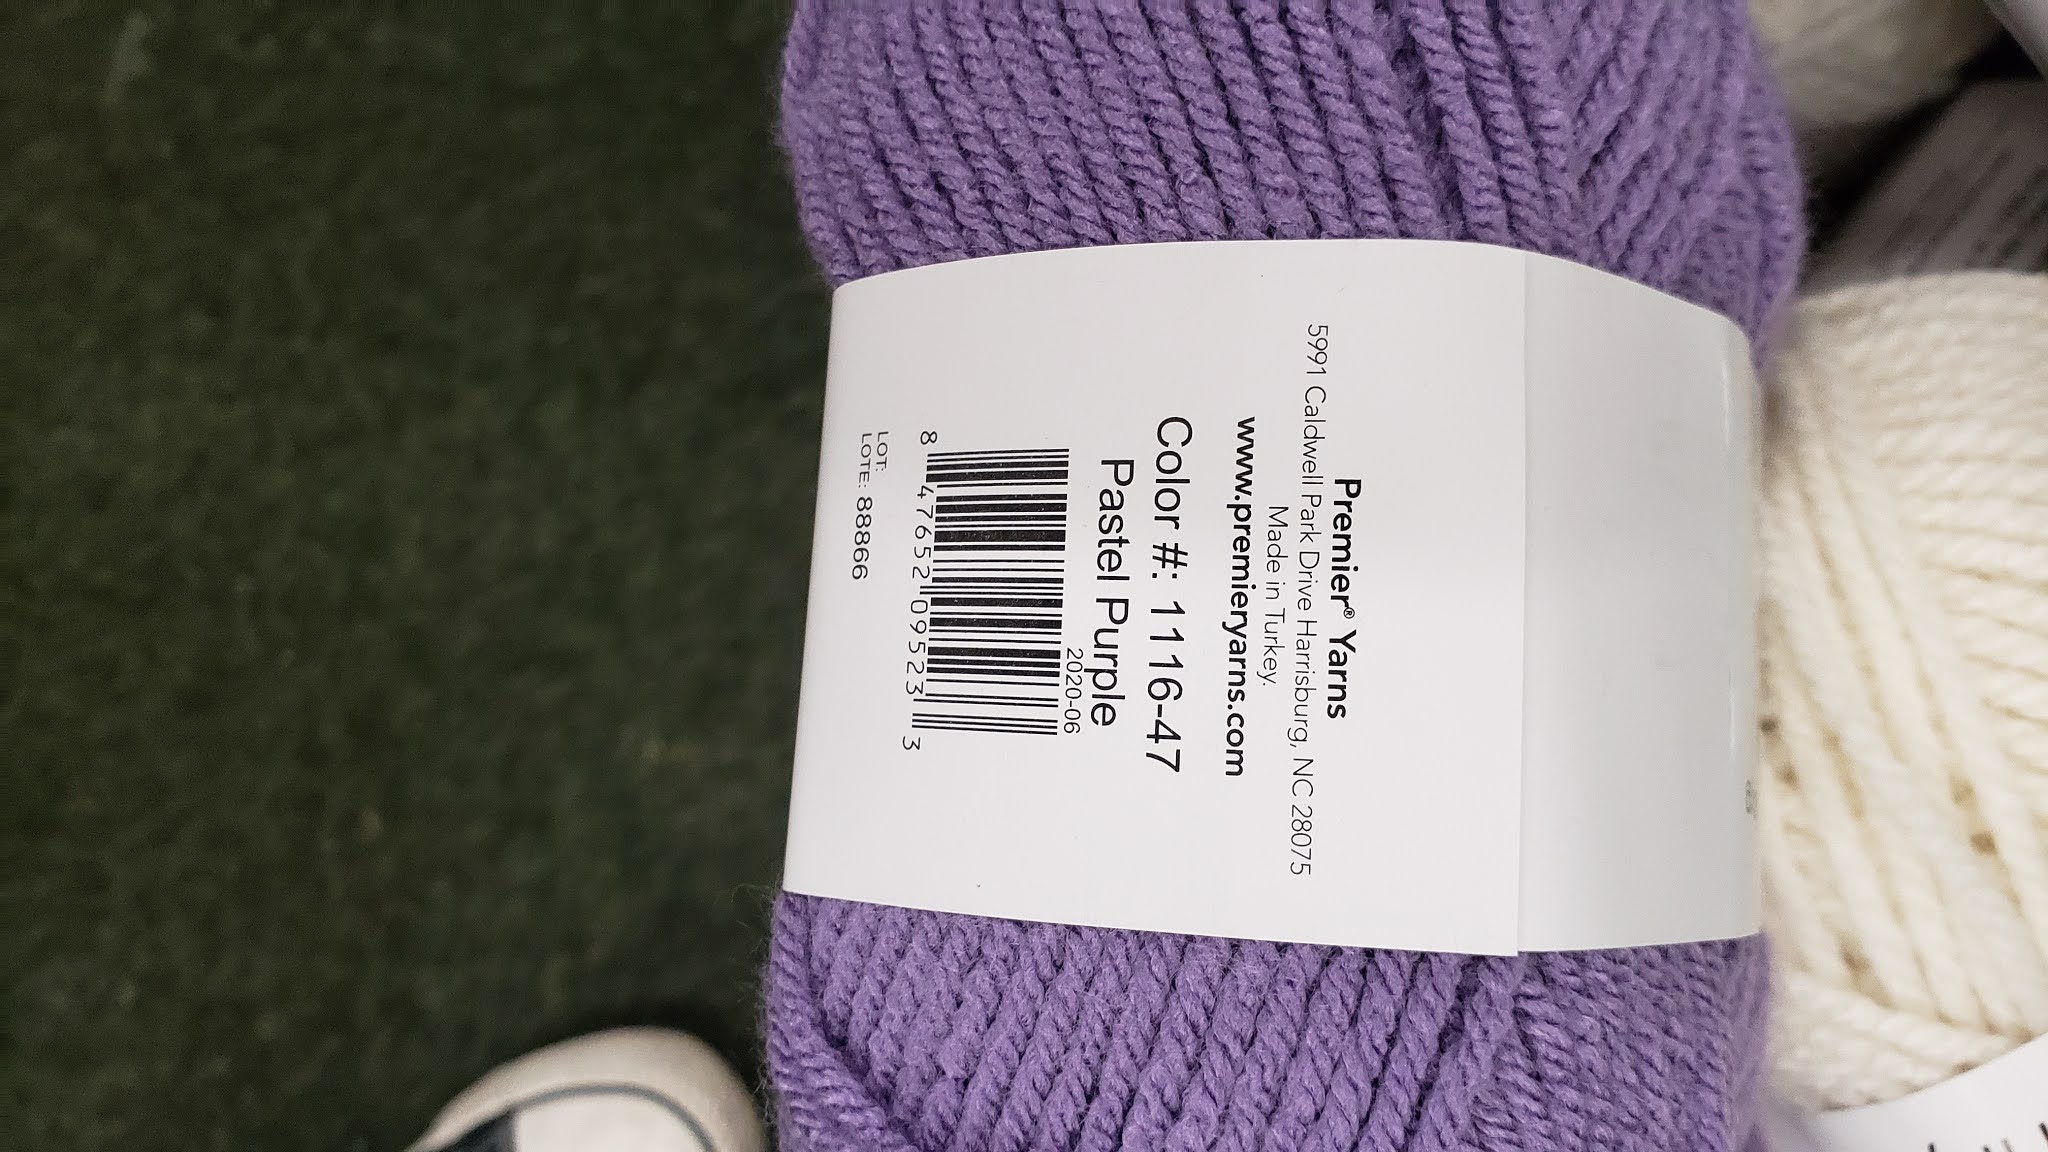 Premier® Yarns
5991 Caldwell Park Drive Harrisburg, NC 28075
Made in Turkey.
www.premieryarns.com
Color #: 1116-47
Pastel Purple
2020-06
8 47652 09523 3
LOT:
LOTE: 88866